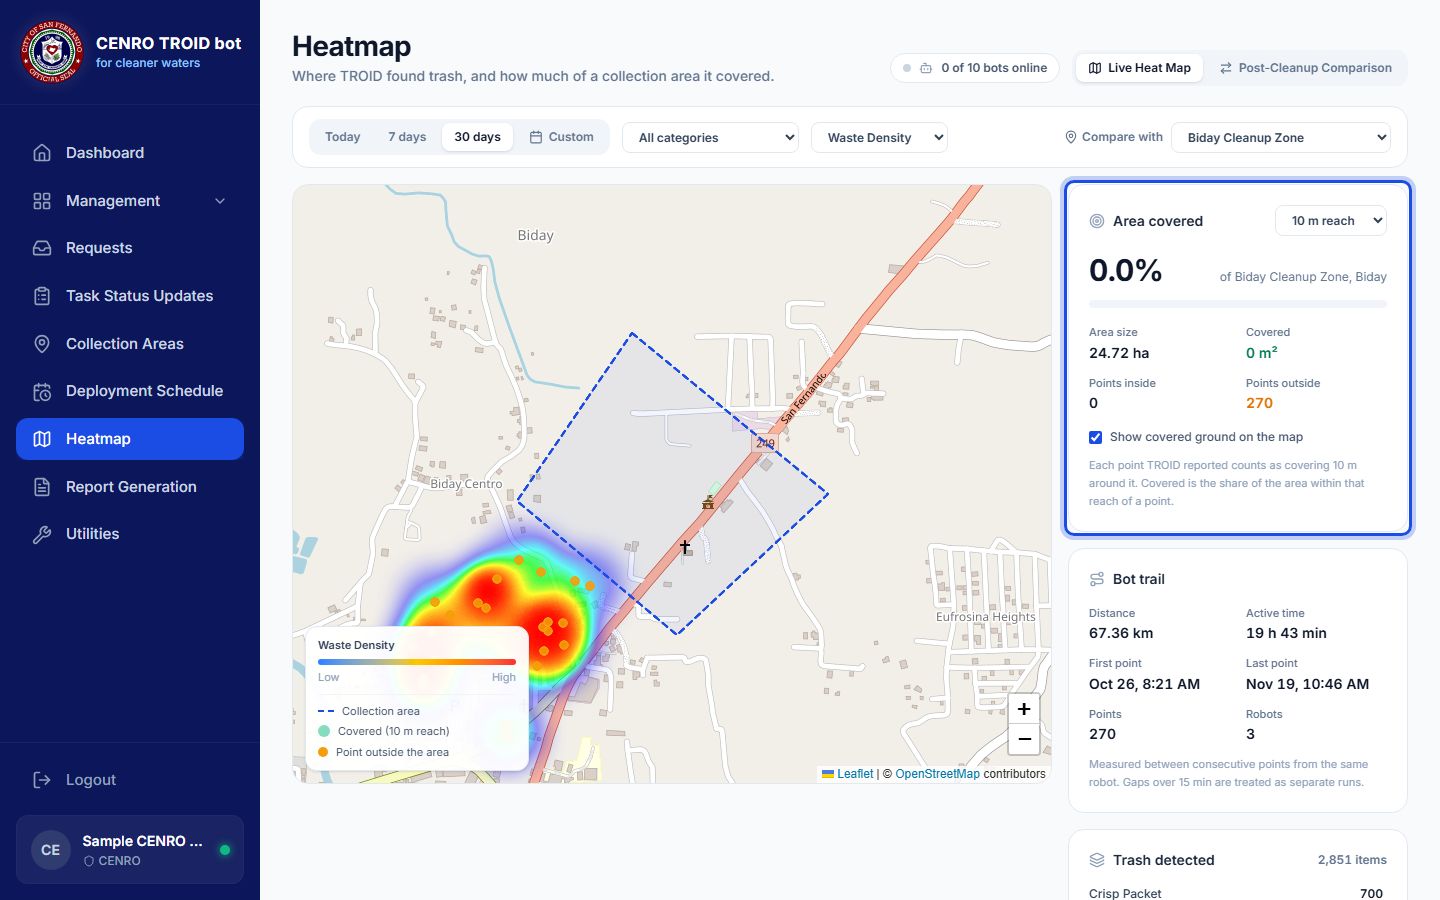 CITY OF SAN FERNANDO
OFFICIAL SEAL
CENRO TROID bot
for cleaner waters
Dashboard
Management
Requests
Task Status Updates
Collection Areas
Deployment Schedule
Heatmap
Report Generation
Utilities
Logout
CE
Sample CENRO ...
CENRO
Heatmap
Where TROID found trash, and how much of a collection area it covered.
0 of 10 bots online
Live Heat Map
Post-Cleanup Comparison
Today
7 days
30 days
Custom
All categories
Waste Density
Compare with
Biday Cleanup Zone
Biday
San Fernando
249
Biday Centro
Eufrosina Heights
Waste Density
Low
High
Collection area
Covered (10 m reach)
Point outside the area
+
−
Leaflet | © OpenStreetMap contributors
Area covered
10 m reach
0.0%
of Biday Cleanup Zone, Biday
Area size
Covered
24.72 ha
0 m²
Points inside
Points outside
0
270
Show covered ground on the map
Each point TROID reported counts as covering 10 m
around it. Covered is the share of the area within that
reach of a point.
Bot trail
Distance
Active time
67.36 km
19 h 43 min
First point
Last point
Oct 26, 8:21 AM
Nov 19, 10:46 AM
Points
Robots
270
3
Measured between consecutive points from the same
robot. Gaps over 15 min are treated as separate runs.
Trash detected
2,851 items
Crisp Packet
700